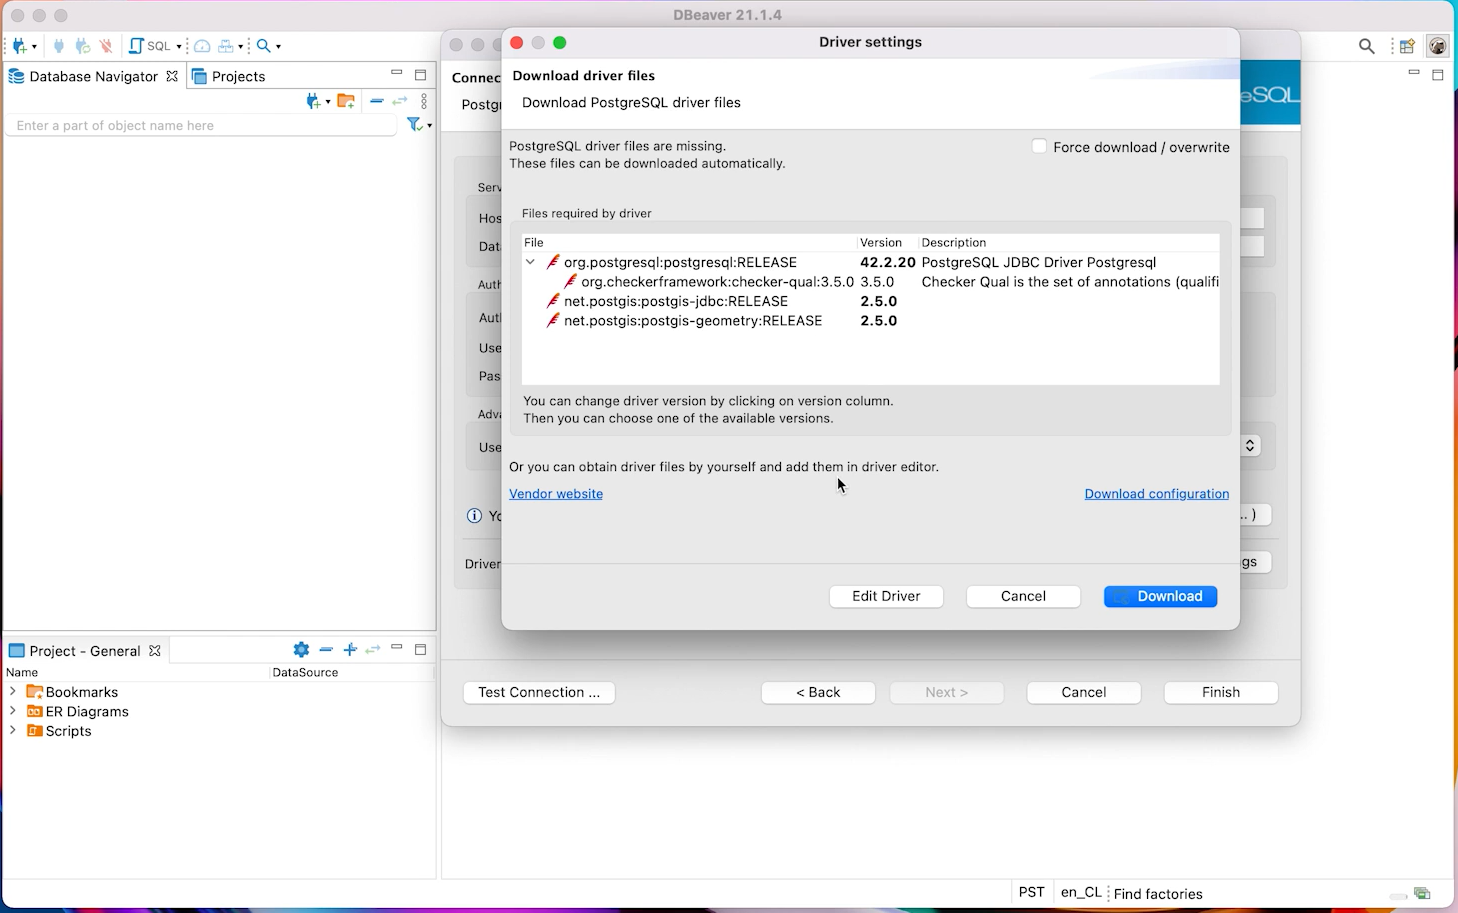 DBeaver 21.1.4
SQL
Database Navigator
Projects
Enter a part of object name here
Driver settings
Download driver files
Download PostgreSQL driver files
PostgreSQL driver files are missing.
These files can be downloaded automatically.
Force download / overwrite
Files required by driver
File Version Description
org.postgresql:postgresql:RELEASE 42.2.20 PostgreSQL JDBC Driver Postgresql
org.checkerframework:checker-qual:3.5.0 3.5.0 Checker Qual is the set of annotations (qualifi
net.postgis:postgis-jdbc:RELEASE 2.5.0
net.postgis:postgis-geometry:RELEASE 2.5.0
You can change driver version by clicking on version column.
Then you can choose one of the available versions.
Or you can obtain driver files by yourself and add them in driver editor.
Vendor website
Download configuration
Edit Driver
Cancel
Download
Connec
Postgr
eSQL
Serv
Hos
Dat
Auth
Aut
Use
Pas
Adva
Use
Yo
...)
Driver
gs
Test Connection ...
< Back
Next >
Cancel
Finish
Project - General
Name DataSource
Bookmarks
ER Diagrams
Scripts
PST
en_CL
Find factories